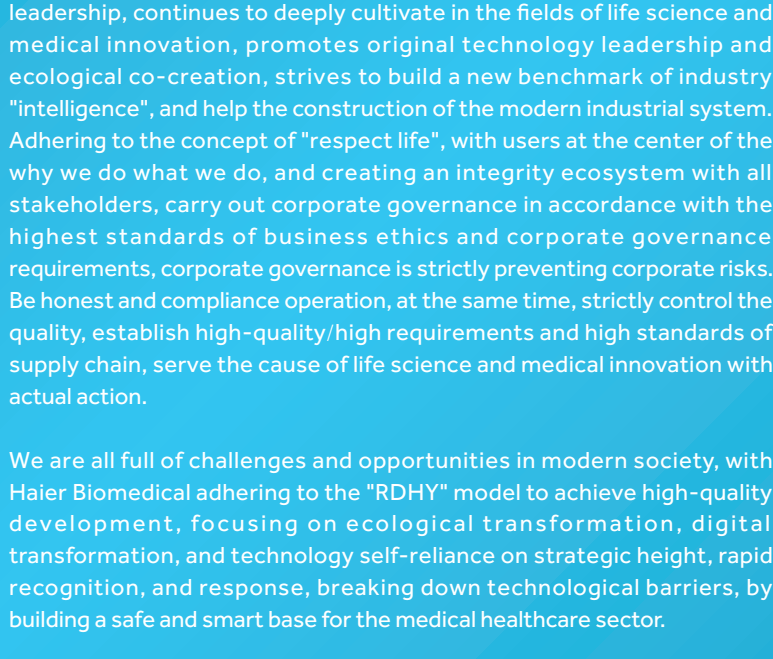 leadership, continues to deeply cultivate in the fields of life science and
medical innovation, promotes original technology leadership and
ecological co-creation, strives to build a new benchmark of industry
"intelligence", and help the construction of the modern industrial system.
Adhering to the concept of "respect life", with users at the center of the
why we do what we do, and creating an integrity ecosystem with all
stakeholders, carry out corporate governance in accordance with the
highest standards of business ethics and corporate governance
requirements, corporate governance is strictly preventing corporate risks.
Be honest and compliance operation, at the same time, strictly control the
quality, establish high-quality/high requirements and high standards of
supply chain, serve the cause of life science and medical innovation with
actual action.

We are all full of challenges and opportunities in modern society, with
Haier Biomedical adhering to the "RDHY" model to achieve high-quality
development, focusing on ecological transformation, digital
transformation, and technology self-reliance on strategic height, rapid
recognition, and response, breaking down technological barriers, by
building a safe and smart base for the medical healthcare sector.